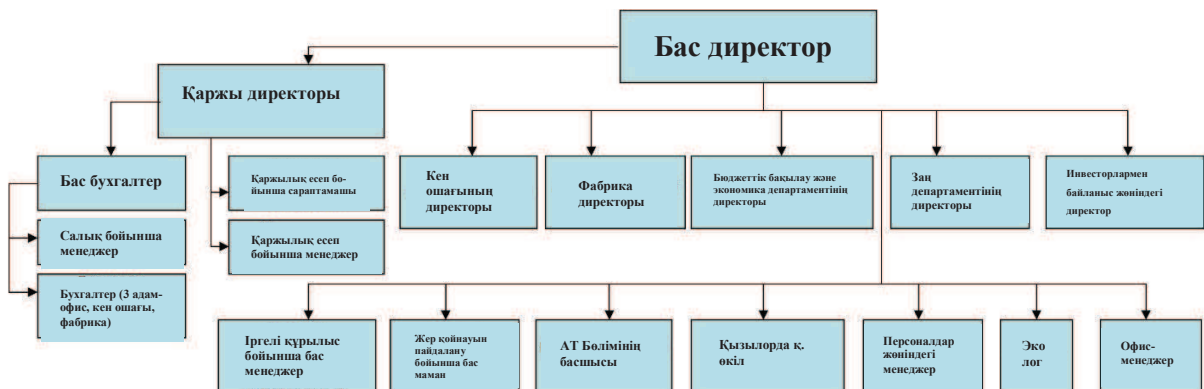 Бас директор
Қаржы директоры
Бас бухгалтер
Салық бойынша
менеджер
Бухгалтер (3 адам-
офис, кен ошағы,
фабрика)
Қаржылық есеп бо-
йынша сараптамашы
Қаржылық есеп
бойынша менеджер
Кен
ошағының
директоры
Фабрика
директоры
Бюджеттік бақылау және
экономика департаментінің
директоры
Заң
департаментінің
директоры
Инвесторлармен
байланыс жөніндегі
директор
Іргелі құрылыс
бойынша бас
менеджер
Жер қойнауын
пайдалану
бойынша бас
маман
АТ Бөлімінің
басшысы
Қызылорда қ.
өкіл
Персоналдар
жөніндегі
менеджер
Эко
лог
Офис-
менеджер